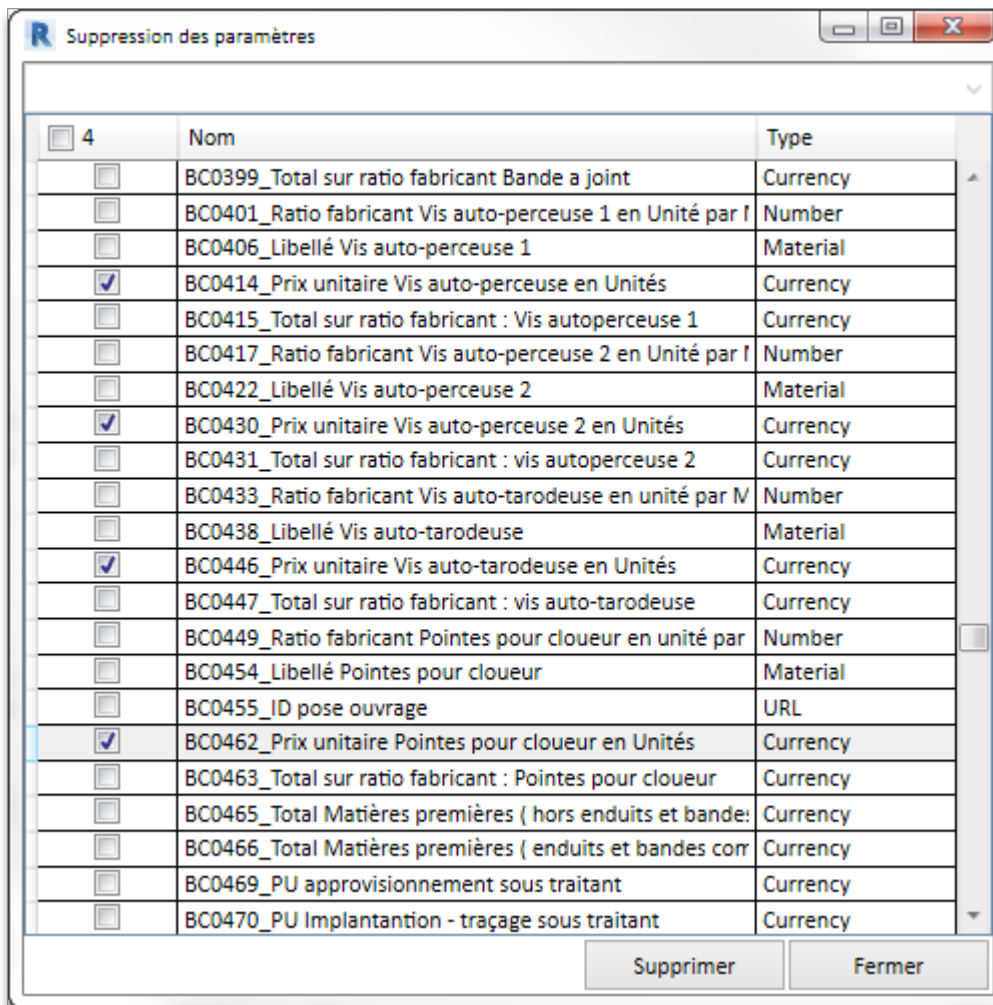 R Suppression des paramètres
4 Nom Type
BC0399_Total sur ratio fabricant Bande a joint Currency
BC0401_Ratio fabricant Vis auto-perceuse 1 en Unité par Number
BC0406_Libellé Vis auto-perceuse 1 Material
BC0414_Prix unitaire Vis auto-perceuse en Unités Currency
BC0415_Total sur ratio fabricant : Vis autoperceuse 1 Currency
BC0417_Ratio fabricant Vis auto-perceuse 2 en Unité par Number
BC0422_Libellé Vis auto-perceuse 2 Material
BC0430_Prix unitaire Vis auto-perceuse 2 en Unités Currency
BC0431_Total sur ratio fabricant : vis autoperceuse 2 Currency
BC0433_Ratio fabricant Vis auto-tarodeuse en unité par Number
BC0438_Libellé Vis auto-tarodeuse Material
BC0446_Prix unitaire Vis auto-tarodeuse en Unités Currency
BC0447_Total sur ratio fabricant : vis auto-tarodeuse Currency
BC0449_Ratio fabricant Pointes pour cloueur en unité par Number
BC0454_Libellé Pointes pour cloueur Material
BC0455_ID pose ouvrage URL
BC0462_Prix unitaire Pointes pour cloueur en Unités Currency
BC0463_Total sur ratio fabricant : Pointes pour cloueur Currency
BC0465_Total Matières premières ( hors enduits et bande Currency
BC0466_Total Matières premières ( enduits et bandes com Currency
BC0469_PU approvisionnement sous traitant Currency
BC0470_PU Implantantion - traçage sous traitant Currency
Supprimer Fermer